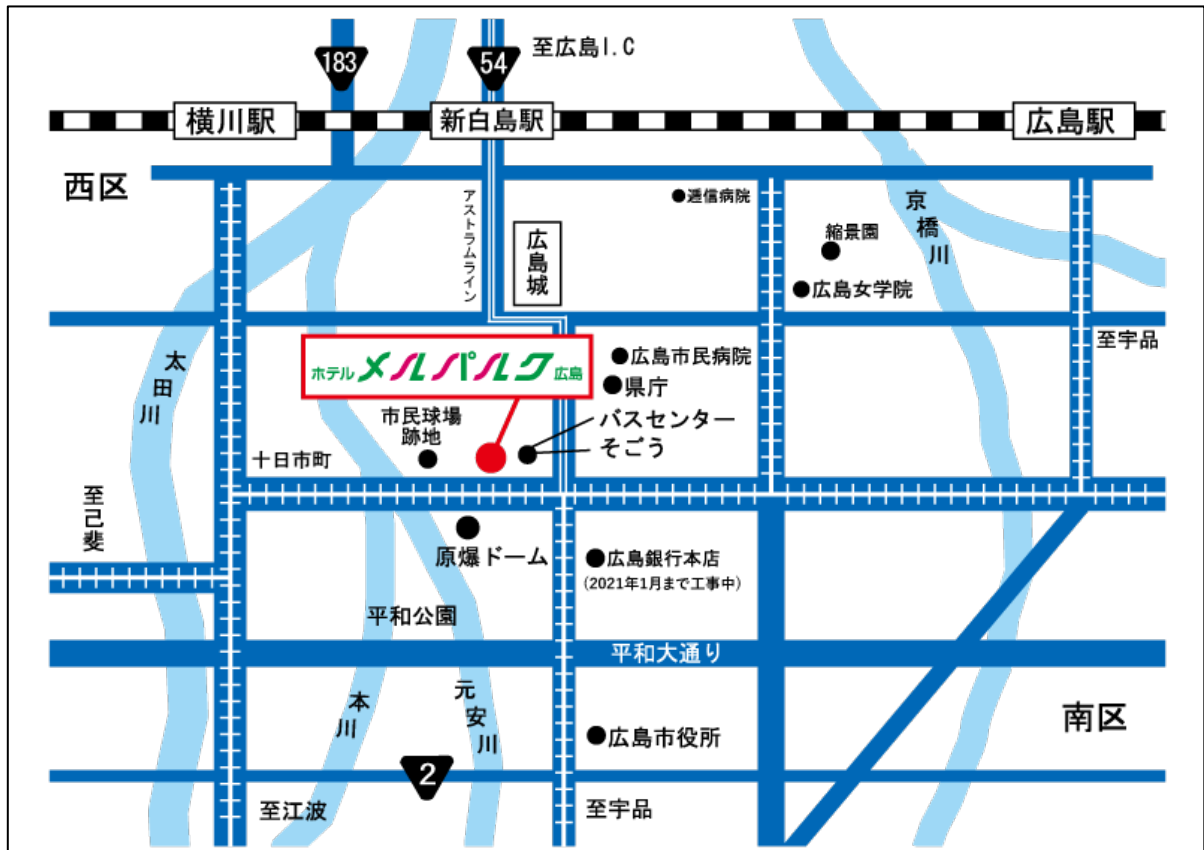 183
54
至広島I.C
横川駅
新白島駅
広島駅
西区
アストラムライン
広島城
逓信病院
縮景園
京橋川
広島女学院
太田川
ホテル メルパルク 広島
広島市民病院
県庁
至宇品
市民球場
跡地
バスセンター
そごう
十日市町
至己斐
原爆ドーム
広島銀行本店
(2021年1月まで工事中)
平和公園
平和大通り
本川
元安川
南区
広島市役所
2
至江波
至宇品